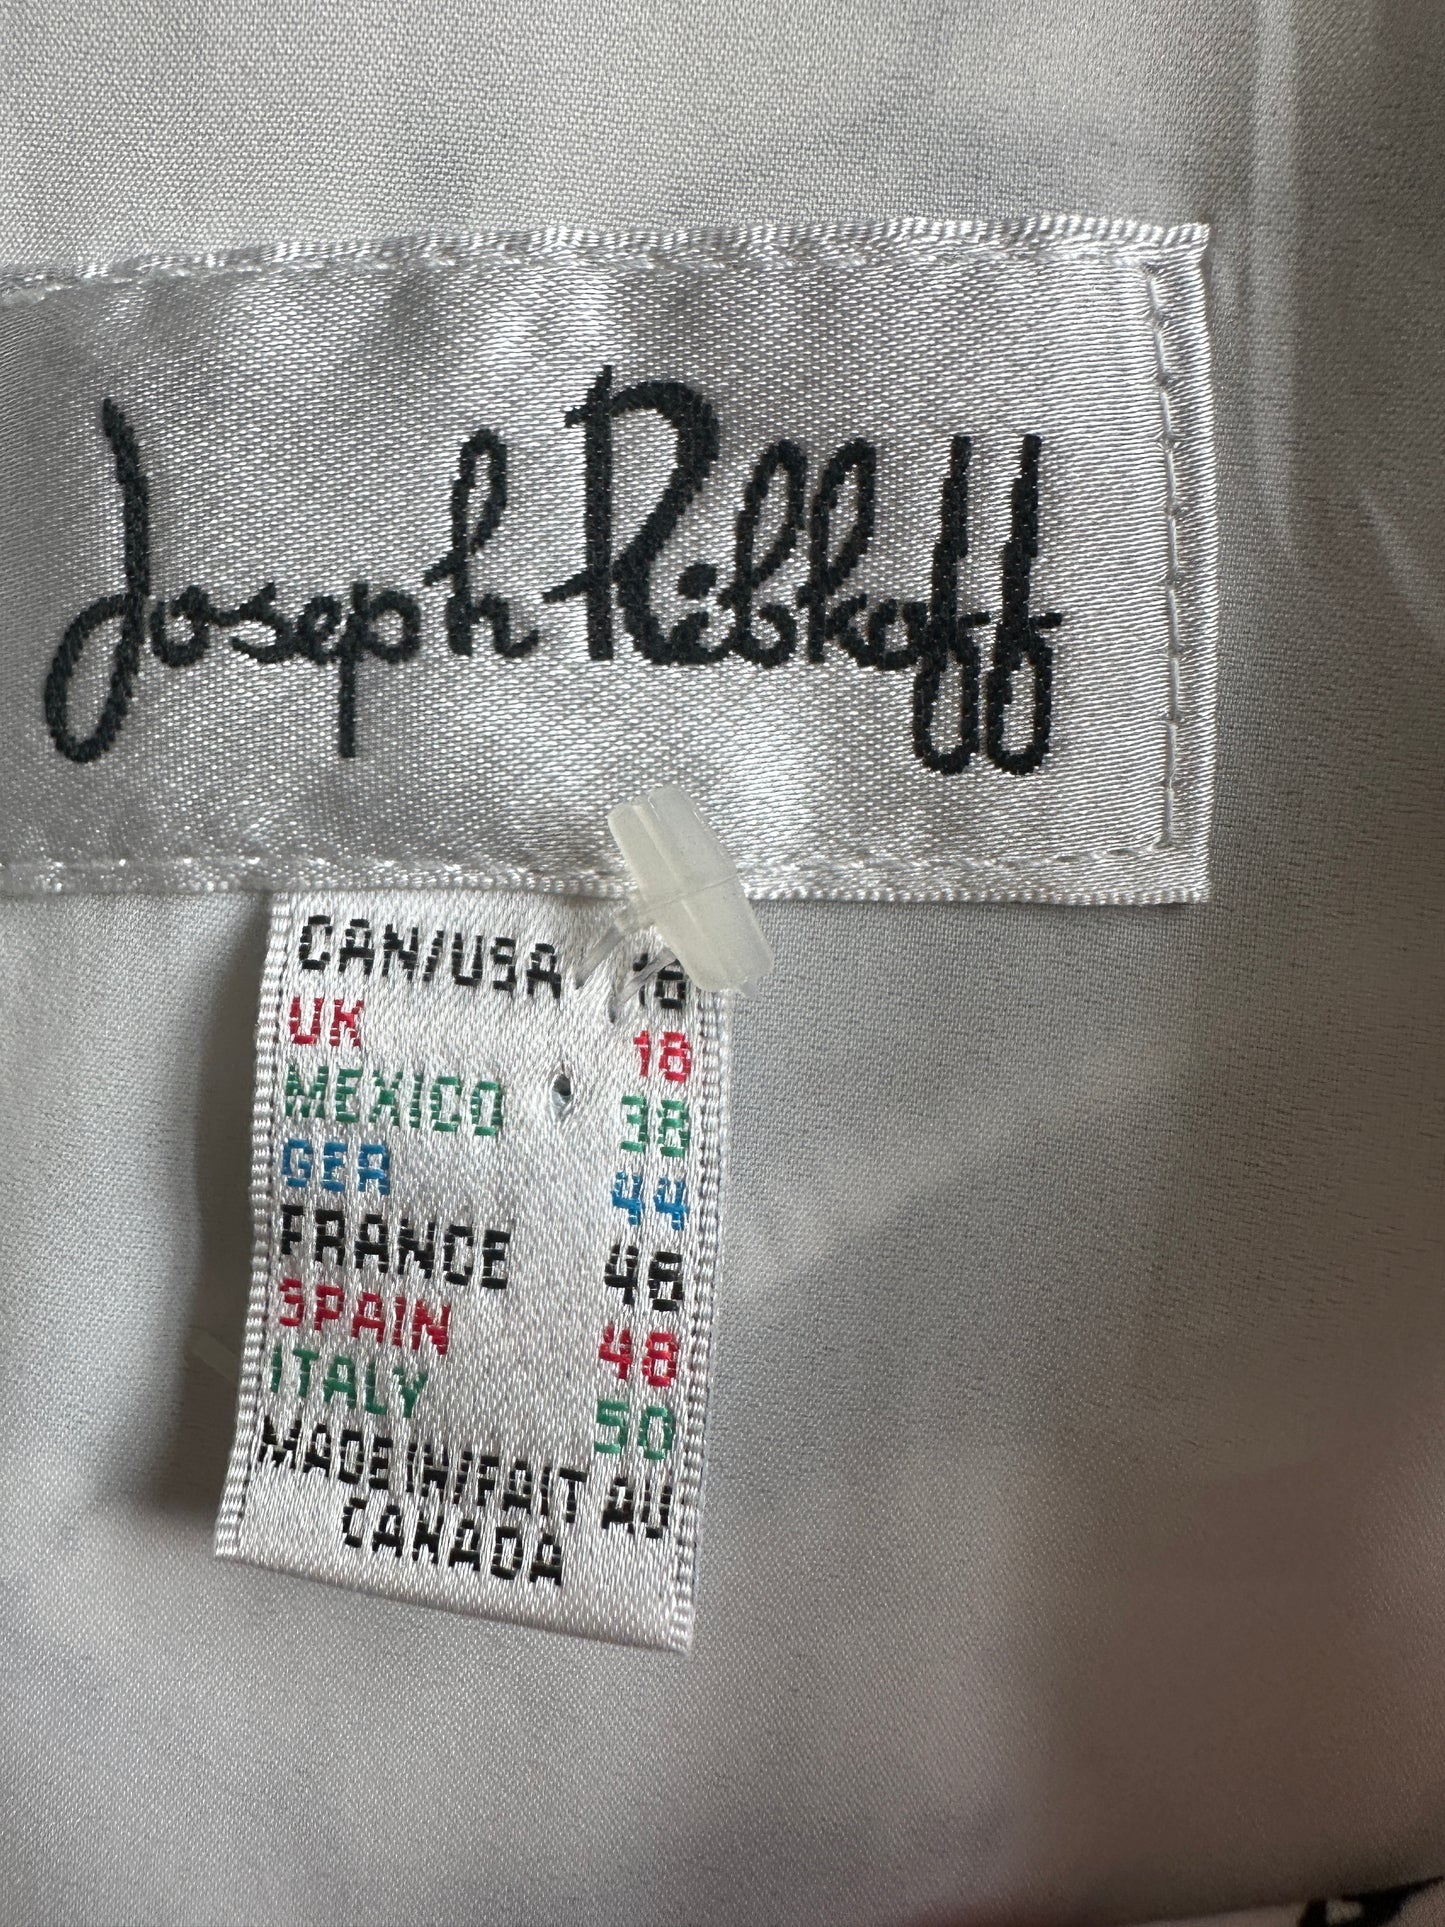 Joseph Ribkoff
CAN/USA 16
UK 18
MEXICO 38
GER 44
FRANCE 46
SPAIN 48
ITALY 50
MADE IN/FAIT AU
CANADA